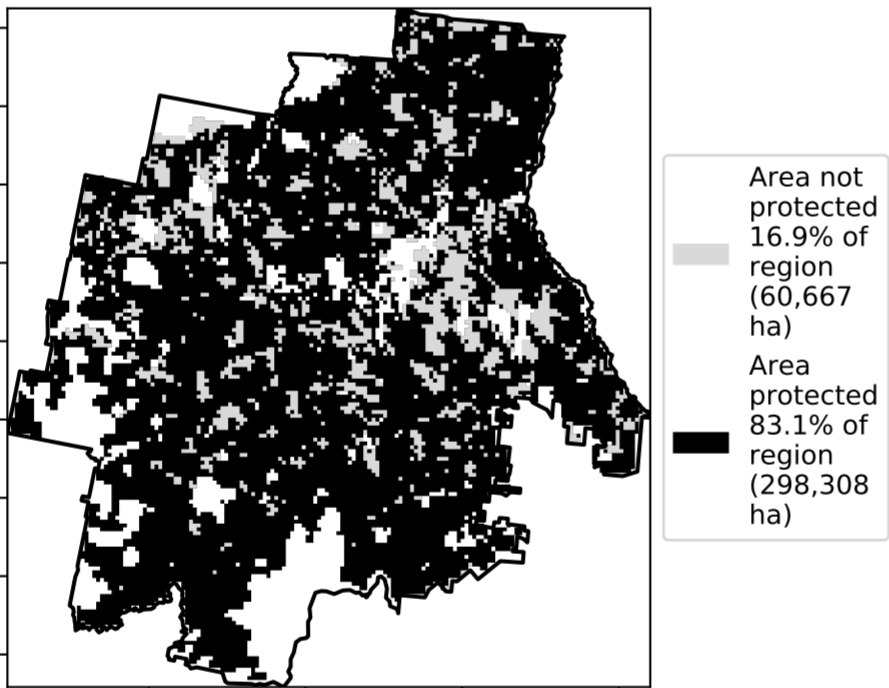 Area not
protected
16.9% of
region
(60,667
ha)
Area
protected
83.1% of
region
(298,308
ha)